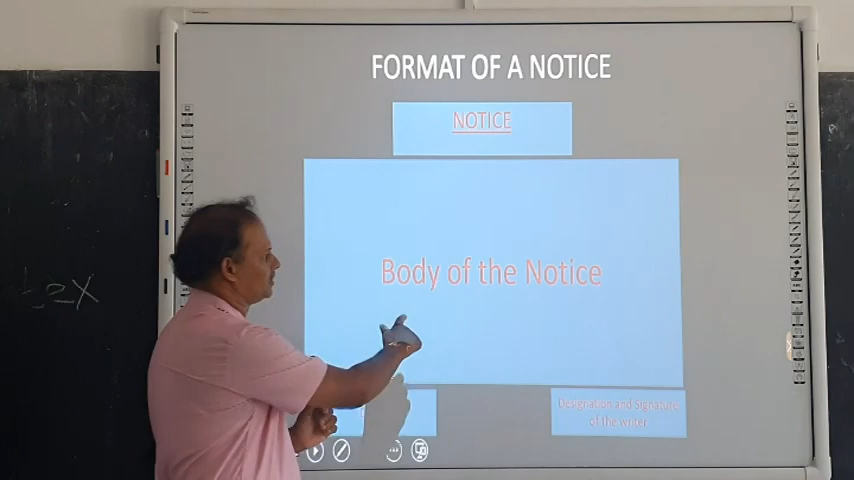 FORMAT OF A NOTICE
NOTICE
Body of the Notice
Designation and Signature
of the writer